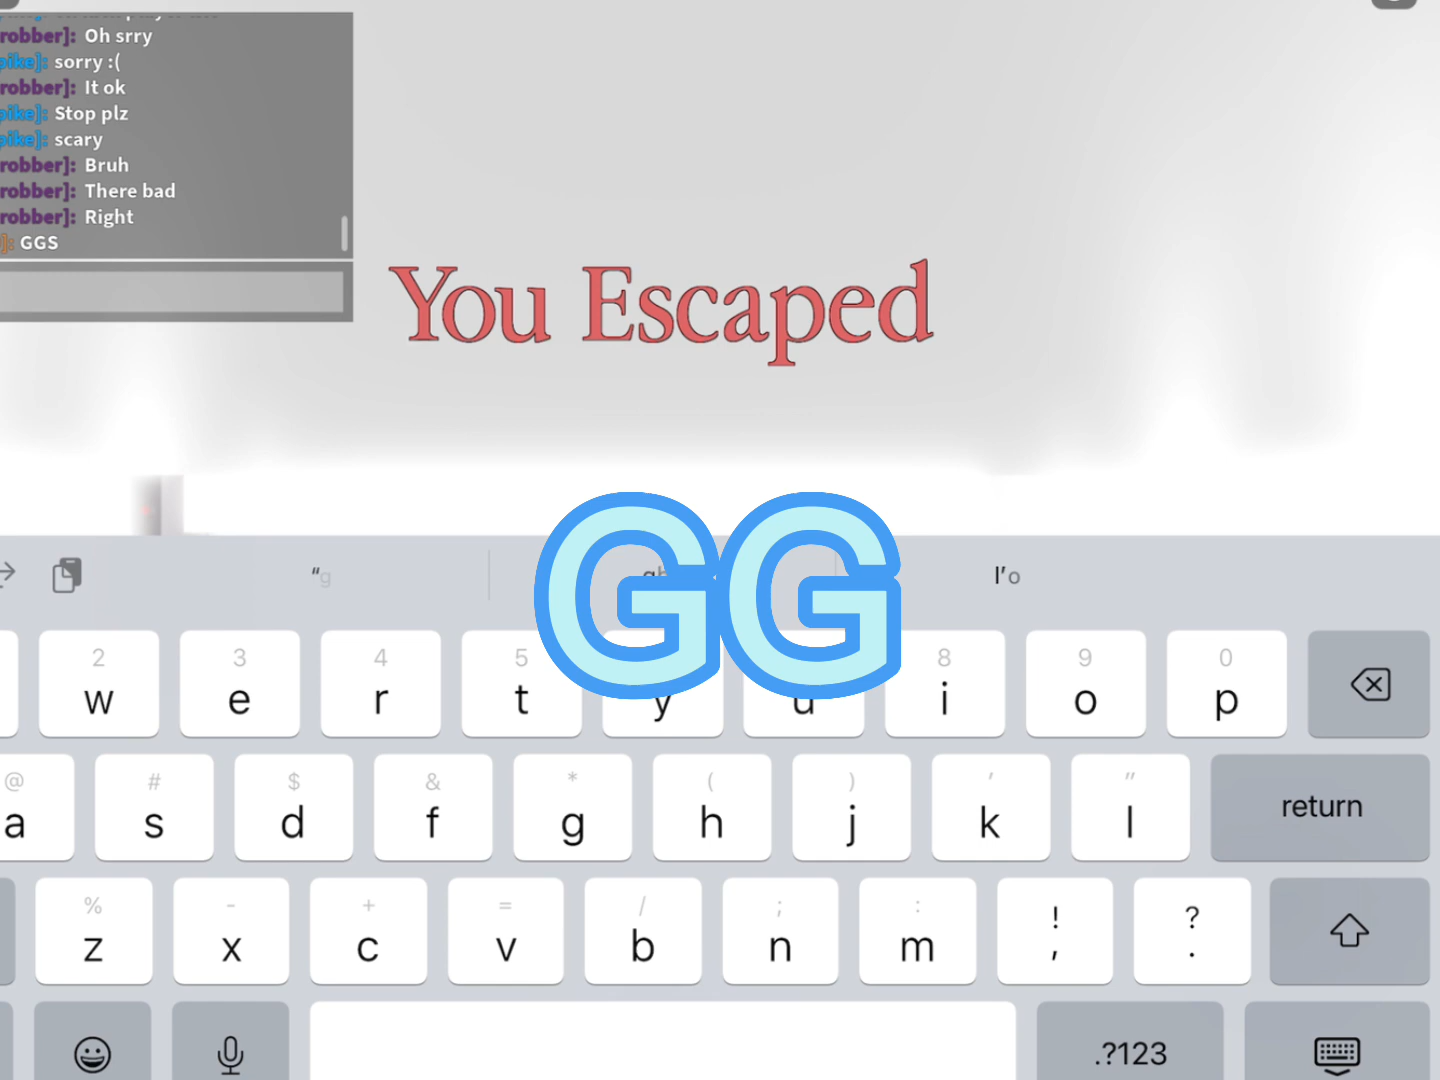 robber]: Oh srry
pike]: sorry :(
robber]: It ok
pike]: Stop plz
pike]: scary
robber]: Bruh
robber]: There bad
robber]: Right
]: GGS
You Escaped
GG
“g
I’o
2 3 4 5 8 9 0
w e r t y u i o p
@ # $ & * ( ) ' "
a s d f g h j k l
return
% - + = / ; : ! ?
z x c v b n m , .
.?123